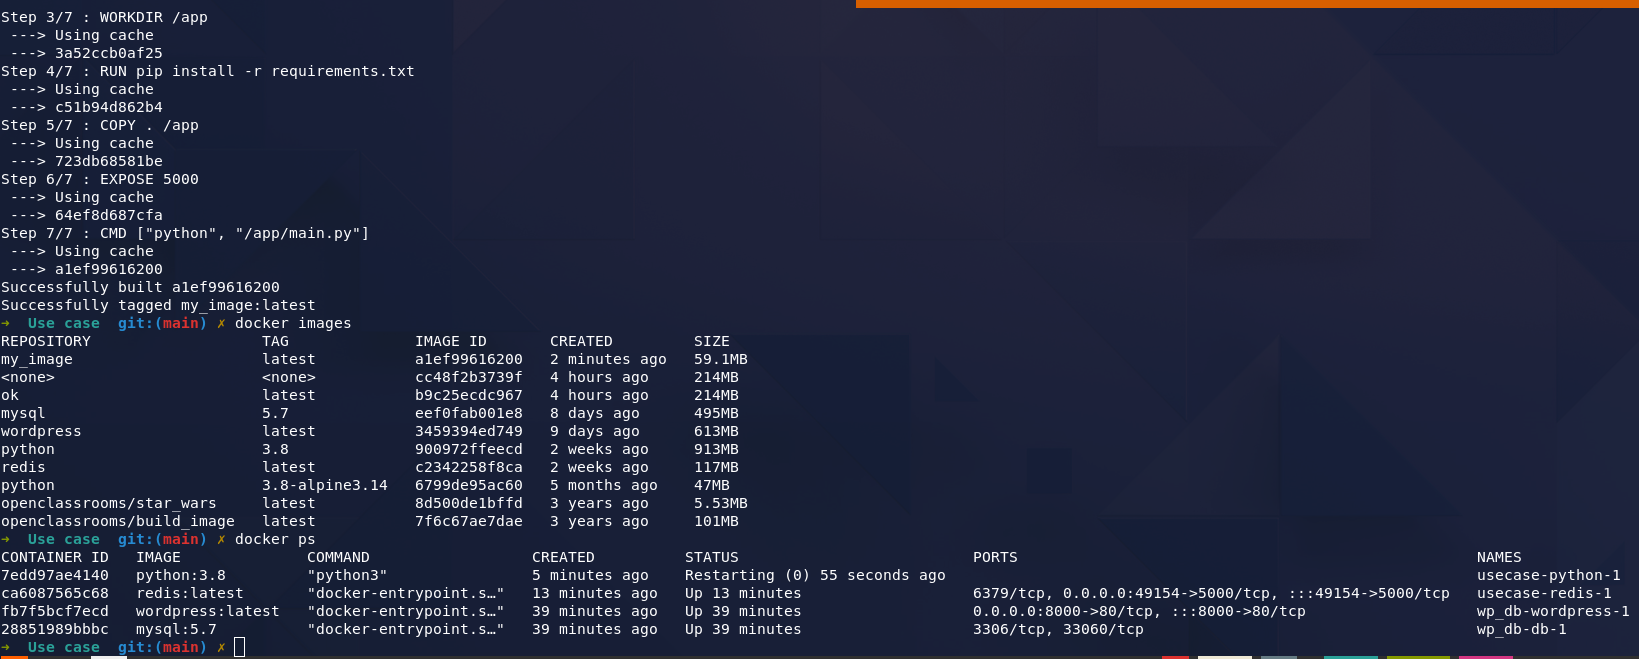 Step 3/7 : WORKDIR /app
 ---> Using cache
 ---> 3a52ccb0af25
Step 4/7 : RUN pip install -r requirements.txt
 ---> Using cache
 ---> c51b94d862b4
Step 5/7 : COPY . /app
 ---> Using cache
 ---> 723db68581be
Step 6/7 : EXPOSE 5000
 ---> Using cache
 ---> 64ef8d687cfa
Step 7/7 : CMD ["python", "/app/main.py"]
 ---> Using cache
 ---> a1ef99616200
Successfully built a1ef99616200
Successfully tagged my_image:latest
➜  Use case  git:(main) ✗ docker images
REPOSITORY                   TAG              IMAGE ID       CREATED         SIZE
my_image                     latest           a1ef99616200   2 minutes ago   59.1MB
<none>                       <none>           cc48f2b3739f   4 hours ago     214MB
ok                           latest           b9c25ecdc967   4 hours ago     214MB
mysql                        5.7              eef0fab001e8   8 days ago      495MB
wordpress                    latest           3459394ed749   9 days ago      613MB
python                       3.8              900972ffeecd   2 weeks ago     913MB
redis                        latest           c2342258f8ca   2 weeks ago     117MB
python                       3.8-alpine3.14   6799de95ac60   5 months ago    47MB
openclassrooms/star_wars     latest           8d500de1bffd   3 years ago     5.53MB
openclassrooms/build_image   latest           7f6c67ae7dae   3 years ago     101MB
➜  Use case  git:(main) ✗ docker ps
CONTAINER ID   IMAGE              COMMAND                  CREATED          STATUS                          PORTS                                                   NAMES
7edd97ae4140   python:3.8         "python3"                5 minutes ago    Restarting (0) 55 seconds ago                                                           usecase-python-1
ca6087565c68   redis:latest       "docker-entrypoint.s…"   13 minutes ago   Up 13 minutes                   6379/tcp, 0.0.0.0:49154->5000/tcp, :::49154->5000/tcp   usecase-redis-1
fb7f5bcf7ecd   wordpress:latest   "docker-entrypoint.s…"   39 minutes ago   Up 39 minutes                   0.0.0.0:8000->80/tcp, :::8000->80/tcp                   wp_db-wordpress-1
28851989bbbc   mysql:5.7          "docker-entrypoint.s…"   39 minutes ago   Up 39 minutes                   3306/tcp, 33060/tcp                                     wp_db-db-1
➜  Use case  git:(main) ✗